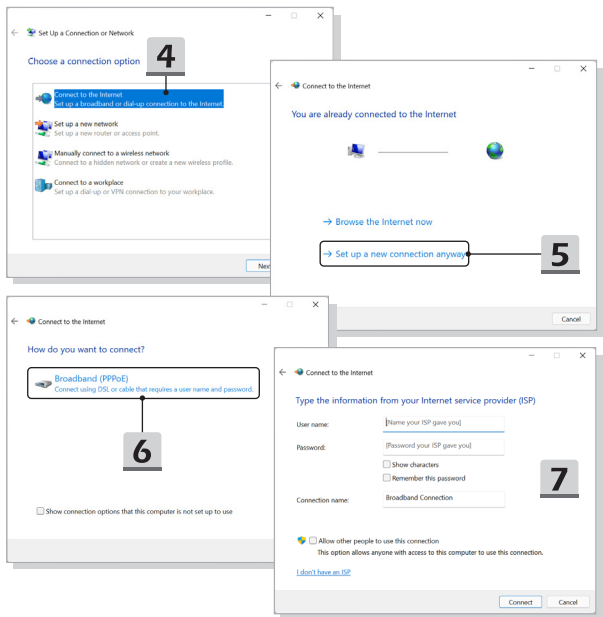 Set Up a Connection or Network
Choose a connection option
4
Connect to the Internet
Set up a broadband or dial-up connection to the Internet.
Set up a new network
Set up a new router or access point.
Manually connect to a wireless network
Connect to a hidden network or create a new wireless profile.
Connect to a workplace
Set up a dial-up or VPN connection to your workplace.
Connect to the Internet
You are already connected to the Internet
→ Browse the Internet now
→ Set up a new connection anyway
5
Cancel
Connect to the Internet
How do you want to connect?
Broadband (PPPoE)
Connect using DSL or cable that requires a user name and password.
6
Show connection options that this computer is not set up to use
Connect to the Internet
Type the information from your Internet service provider (ISP)
User name: [Name your ISP gave you]
Password: [Password your ISP gave you]
Show characters
Remember this password
7
Connection name: Broadband Connection
Allow other people to use this connection
This option allows anyone with access to this computer to use this connection.
I don't have an ISP
Connect Cancel